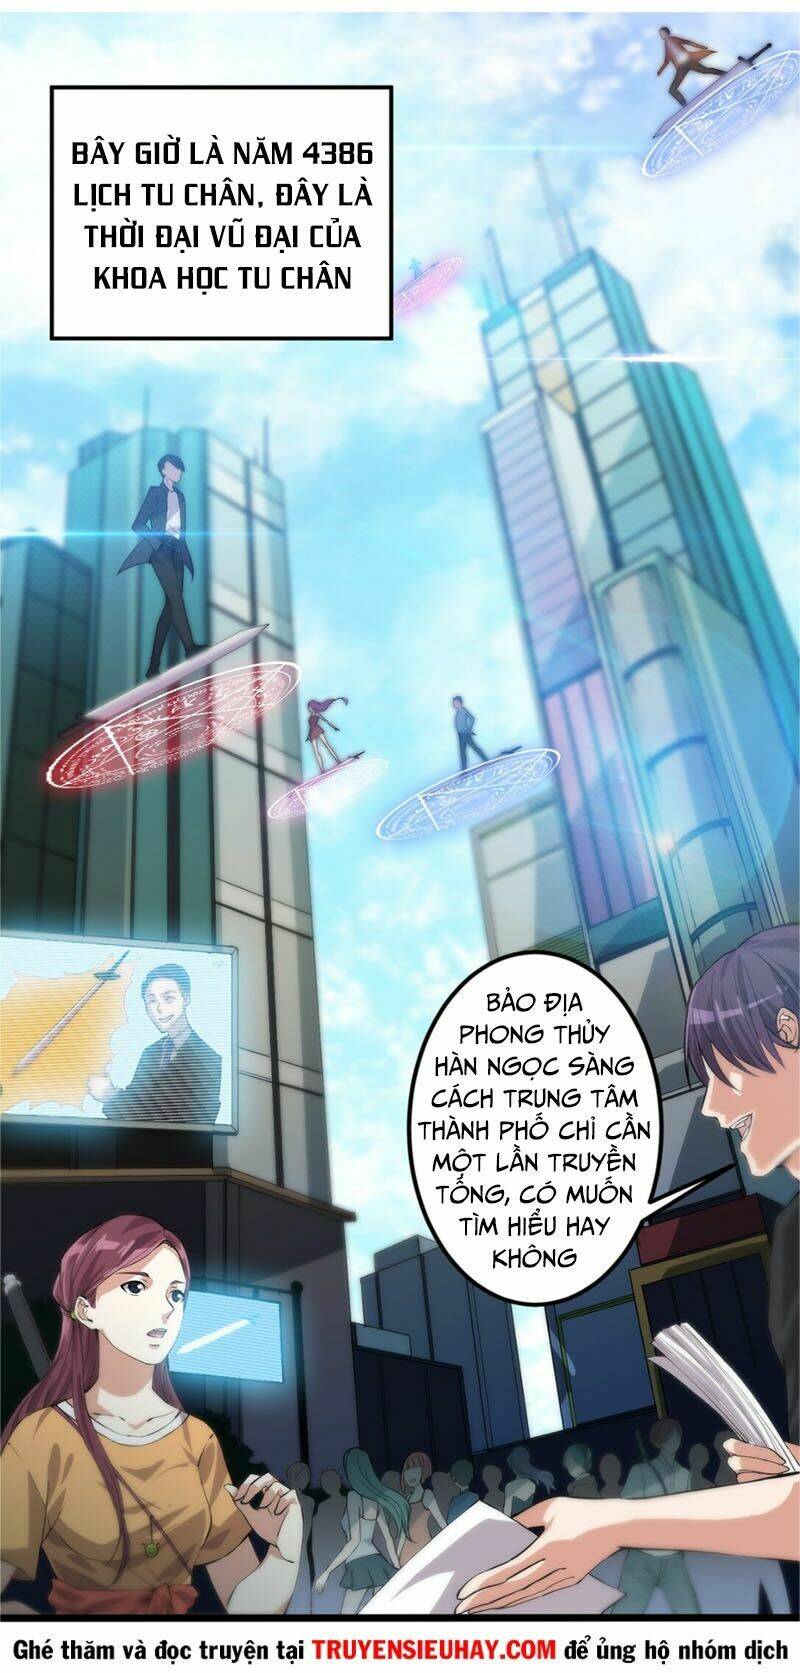 BÂY GIỜ LÀ NĂM 4386
LỊCH TU CHÂN, ĐÂY LÀ
THỜI ĐẠI VŨ ĐẠI CỦA
KHOA HỌC TU CHÂN
BẢO ĐỊA
PHONG THỦY
HÀN NGỌC SÀNG
CÁCH TRUNG TÂM
THÀNH PHỐ CHỈ CẦN
MỘT LẦN TRUYỀN
TỐNG, CÓ MUỐN
TÌM HIỂU HAY
KHÔNG
Ghé thăm và đọc truyện tại TRUYENSIEUHAY.COM để ủng hộ nhóm dịch